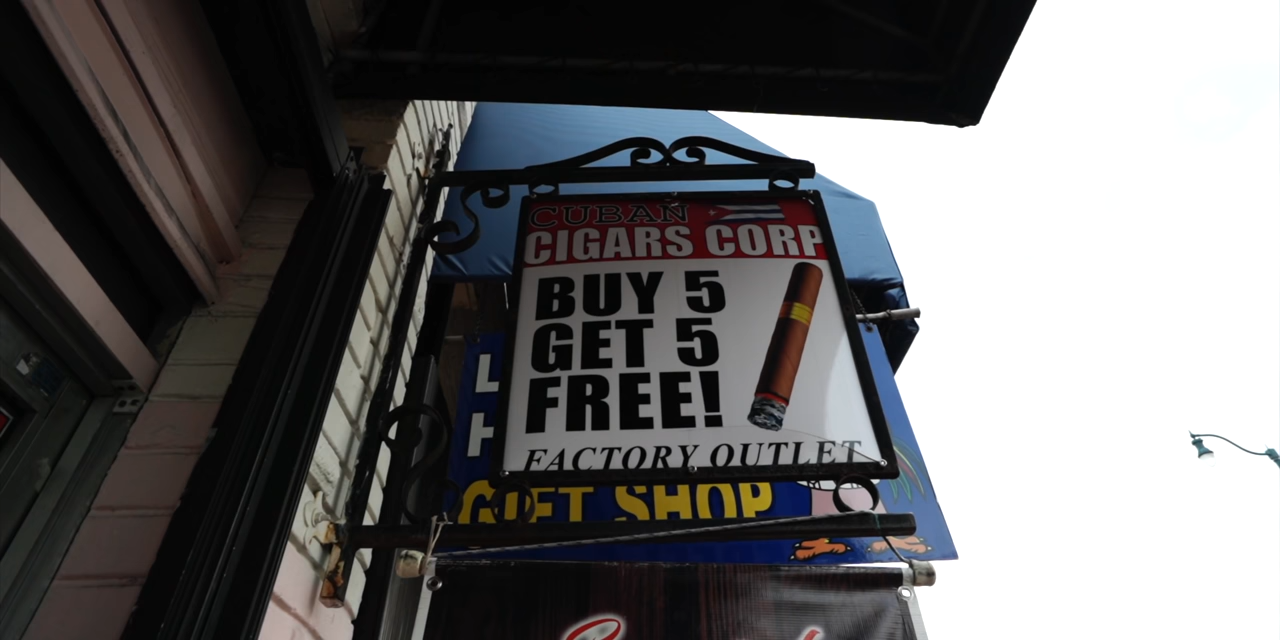 CUBAN
CIGARS CORP
BUY 5
GET 5
FREE!
FACTORY OUTLET
L
H
GIFT SHOP